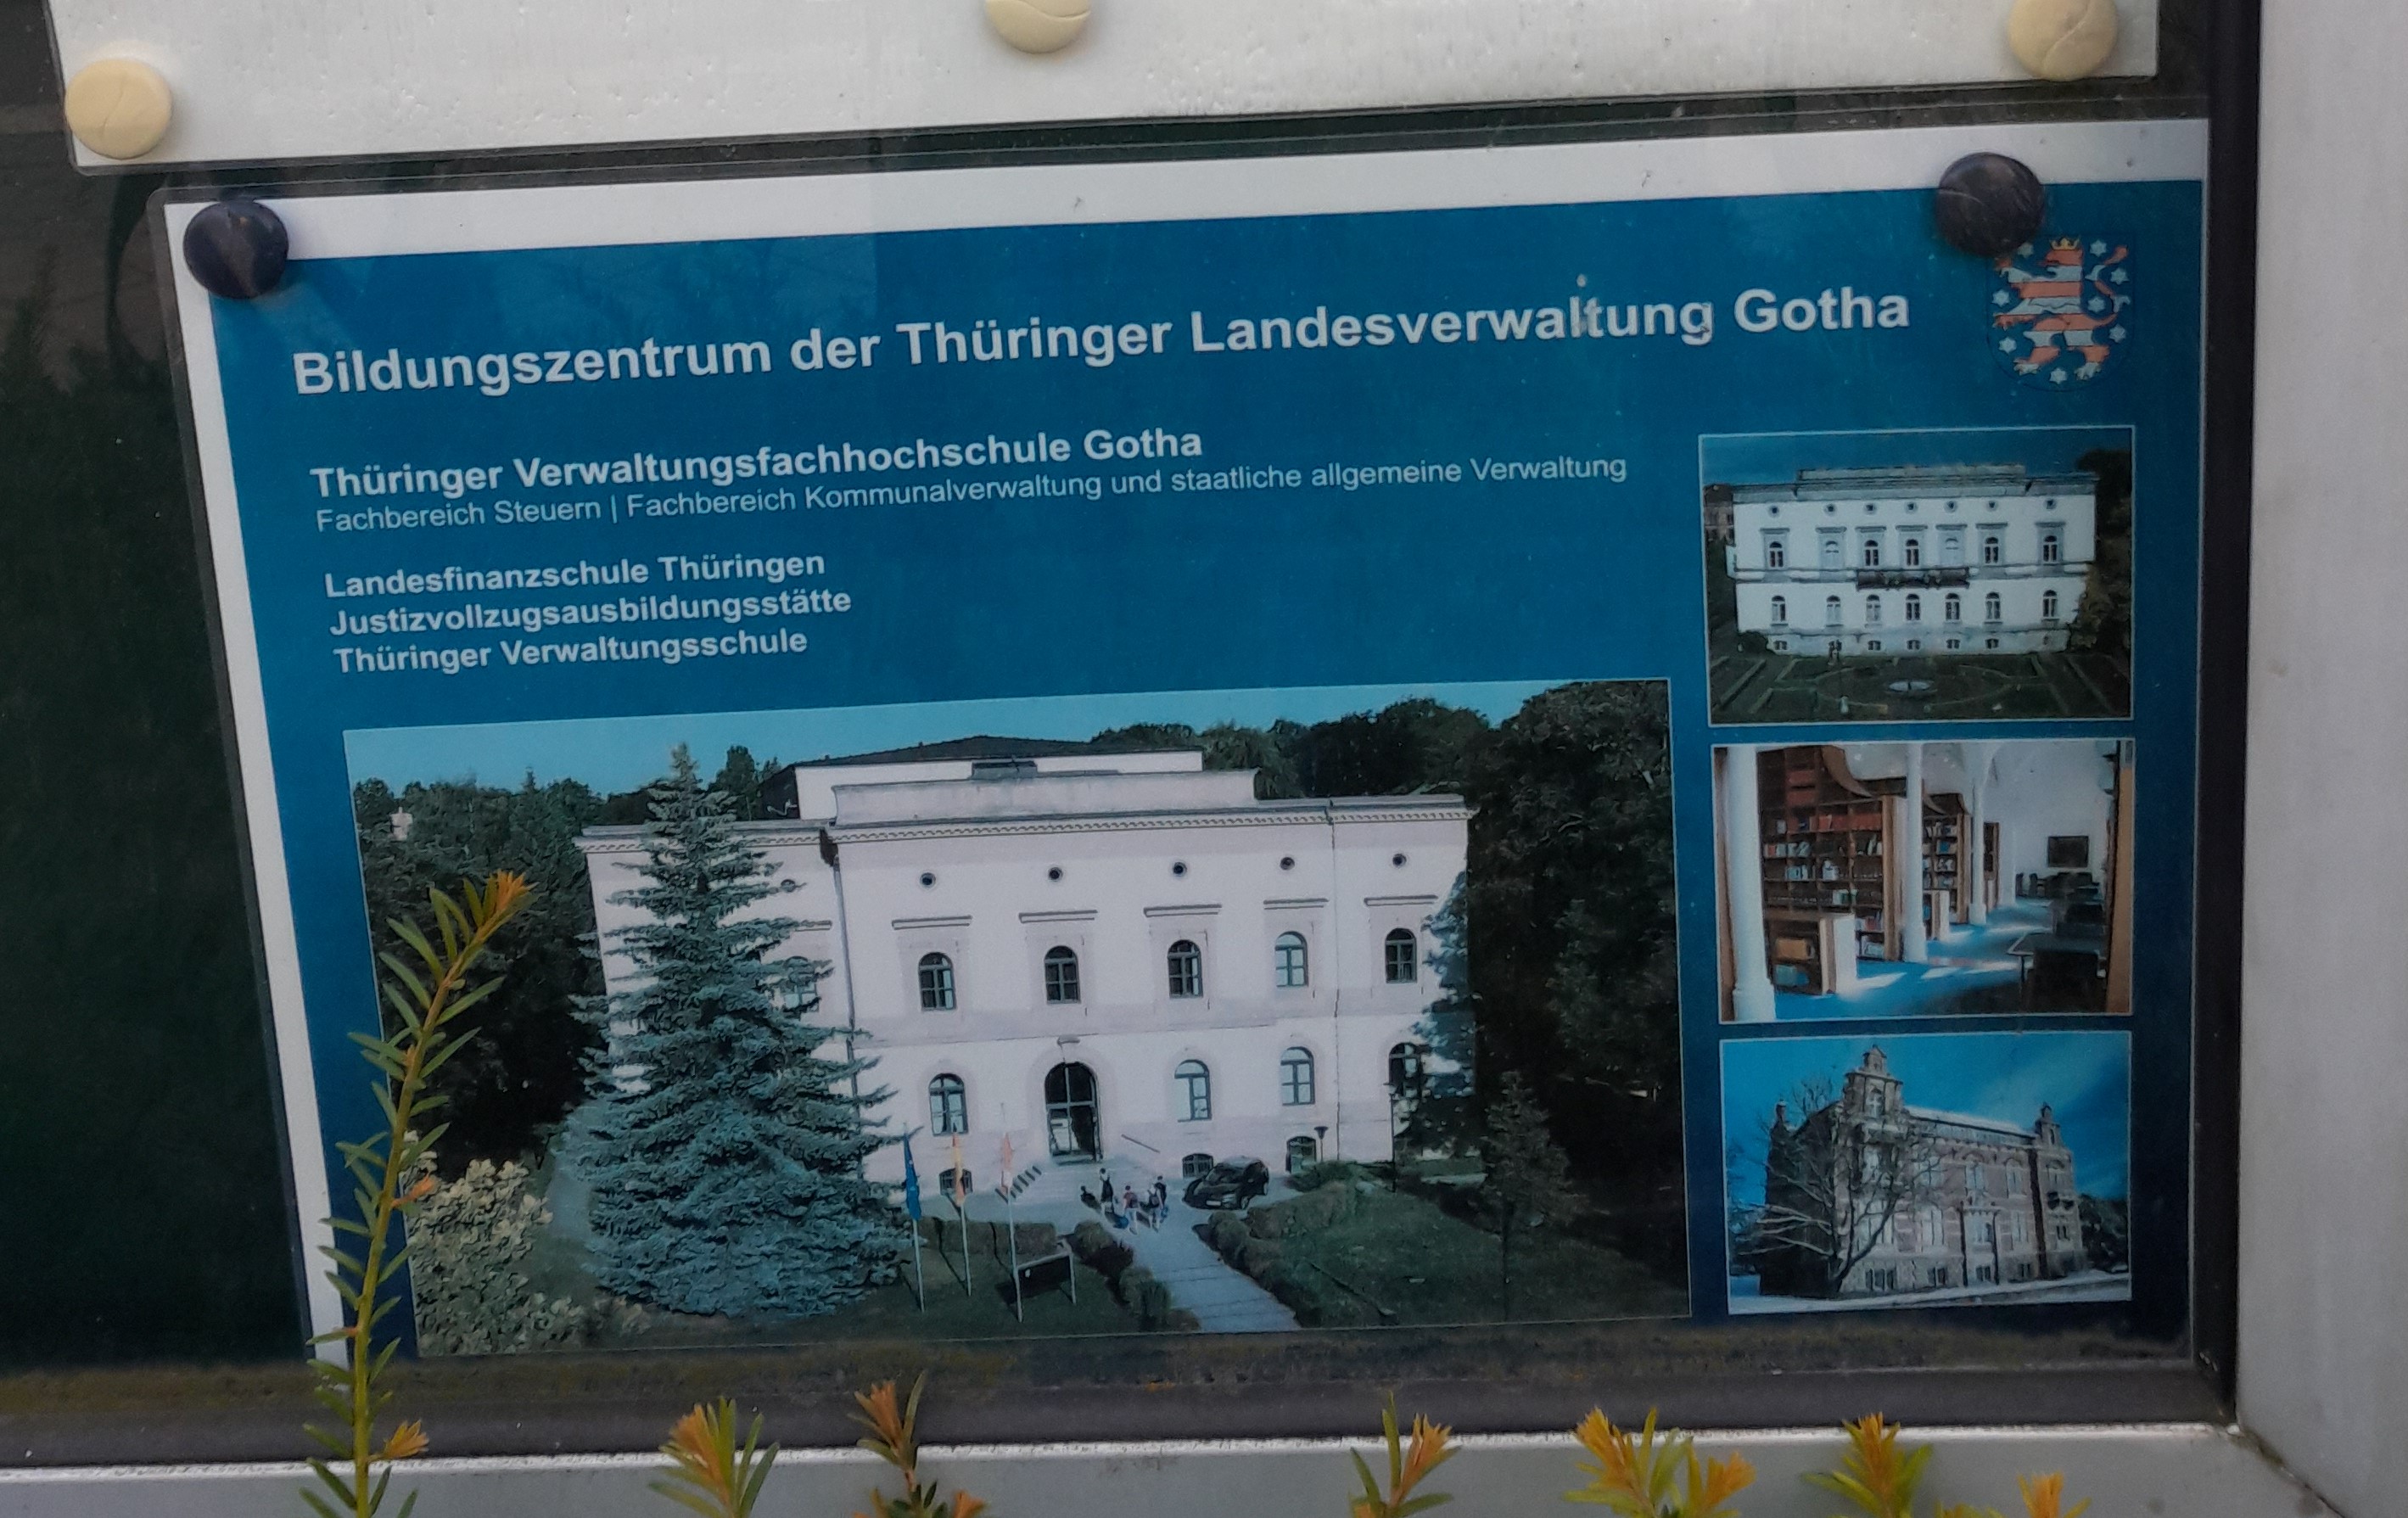 Bildungszentrum der Thüringer Landesverwaltung Gotha
Thüringer Verwaltungsfachhochschule Gotha
Fachbereich Steuern | Fachbereich Kommunalverwaltung und staatliche allgemeine Verwaltung
Landesfinanzschule Thüringen
Justizvollzugsausbildungsstätte
Thüringer Verwaltungsschule